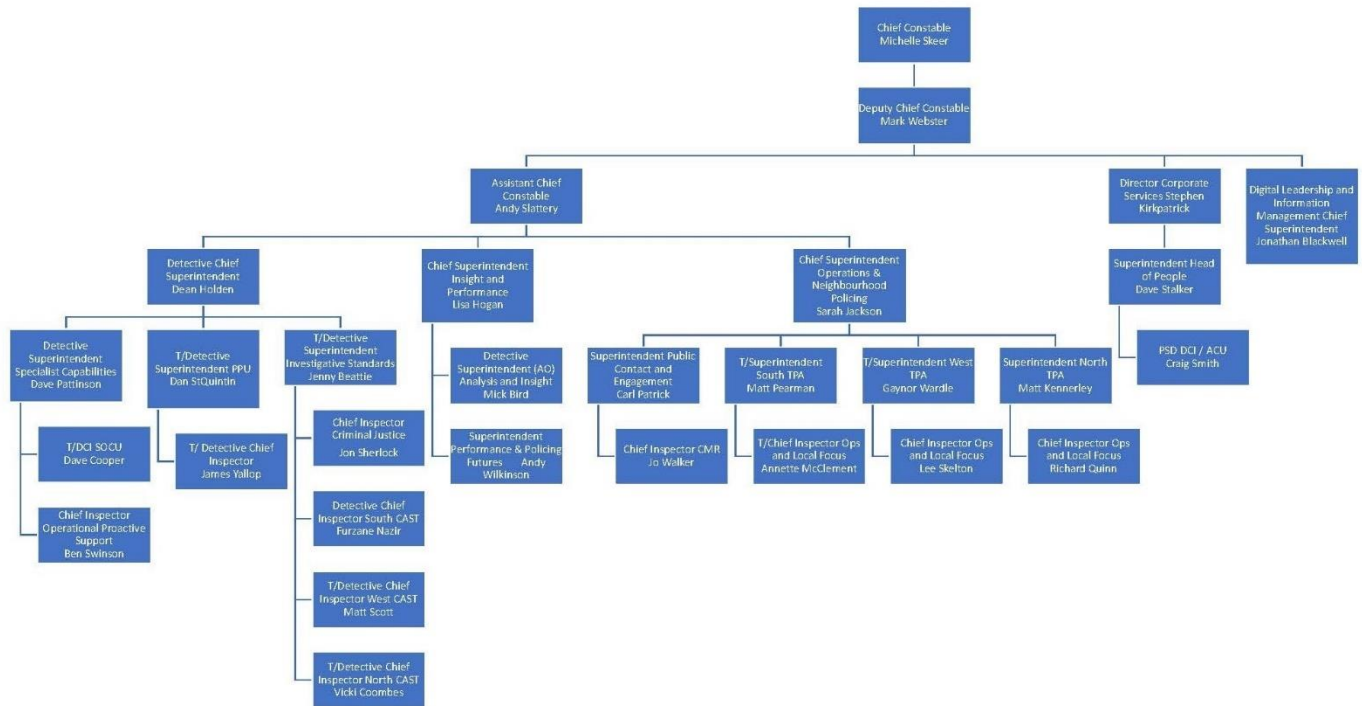 Chief Constable
Michelle Skeer
Deputy Chief Constable
Mark Webster
Assistant Chief
Constable
Andy Slattery
Director Corporate
Services Stephen
Kirkpatrick
Digital Leadership and
Information
Management Chief
Superintendent
Jonathan Blackwell
Detective Chief
Superintendent
Dean Holden
Chief Superintendent
Insight and
Performance
Lisa Hogan
Chief Superintendent
Operations &
Neighbourhood
Policing
Sarah Jackson
Superintendent Head
of People
Dave Stalker
Detective
Superintendent
Specialist Capabilities
Dave Pattinson
T/Detective
Superintendent PPU
Dan StQuintin
T/Detective
Superintendent
Investigative Standards
Jenny Beattie
Detective
Superintendent (AO)
Analysis and Insight
Mick Bird
Superintendent Public
Contact and
Engagement
Carl Patrick
T/Superintendent
South TPA
Matt Pearman
T/Superintendent West
TPA
Gaynor Wardle
Superintendent North
TPA
Matt Kennerley
PSD DCI / ACU
Craig Smith
T/DCI SOCU
Dave Cooper
T/ Detective Chief
Inspector
James Yallop
Chief Inspector
Criminal Justice
Jon Sherlock
Superintendent
Performance & Policing
Futures Andy
Wilkinson
Chief Inspector CMR
Jo Walker
T/Chief Inspector Ops
and Local Focus
Annette McClement
Chief Inspector Ops
and Local Focus
Lee Skelton
Chief Inspector Ops
and Local Focus
Richard Quinn
Chief Inspector
Operational Proactive
Support
Ben Swinson
Detective Chief
Inspector South CAST
Furzane Nazir
T/Detective Chief
Inspector West CAST
Matt Scott
T/Detective Chief
Inspector North CAST
Vicki Coombes